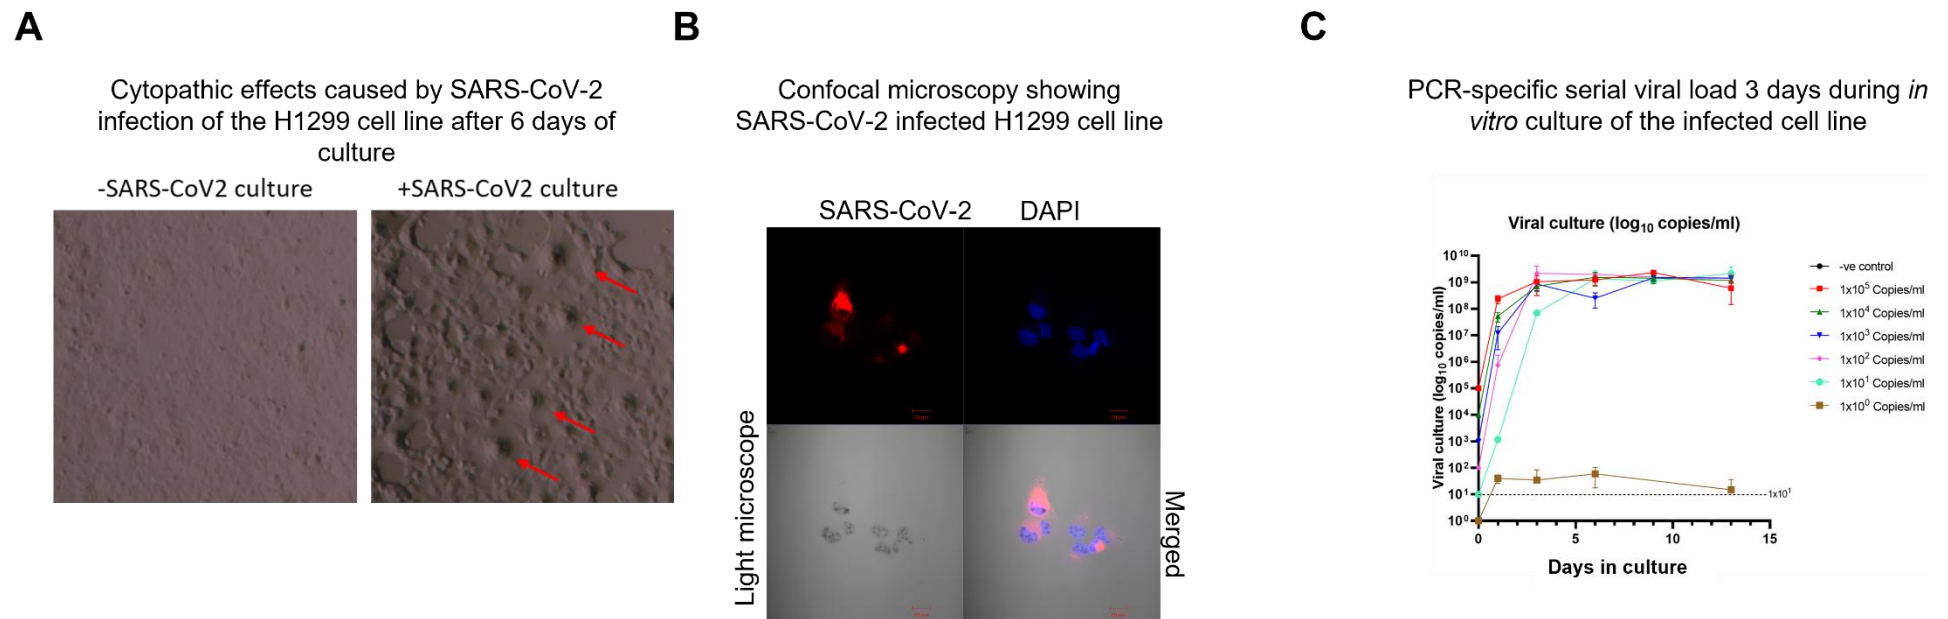 A
Cytopathic effects caused by SARS-CoV-2
infection of the H1299 cell line after 6 days of
culture
-SARS-CoV2 culture
+SARS-CoV2 culture
B
Confocal microscopy showing
SARS-CoV-2 infected H1299 cell line
SARS-CoV-2
DAPI
Light microscope
Merged
C
PCR-specific serial viral load 3 days during in
vitro culture of the infected cell line
Viral culture (log₁₀ copies/ml)
Viral culture (log₁₀ copies/ml)
10¹⁰
10⁹
10⁸
10⁷
10⁶
10⁵
10⁴
10³
10²
10¹
10⁰
1x10¹
0
5
10
15
Days in culture
-ve control
1x10⁵ Copies/ml
1x10⁴ Copies/ml
1x10³ Copies/ml
1x10² Copies/ml
1x10¹ Copies/ml
1x10⁰ Copies/ml